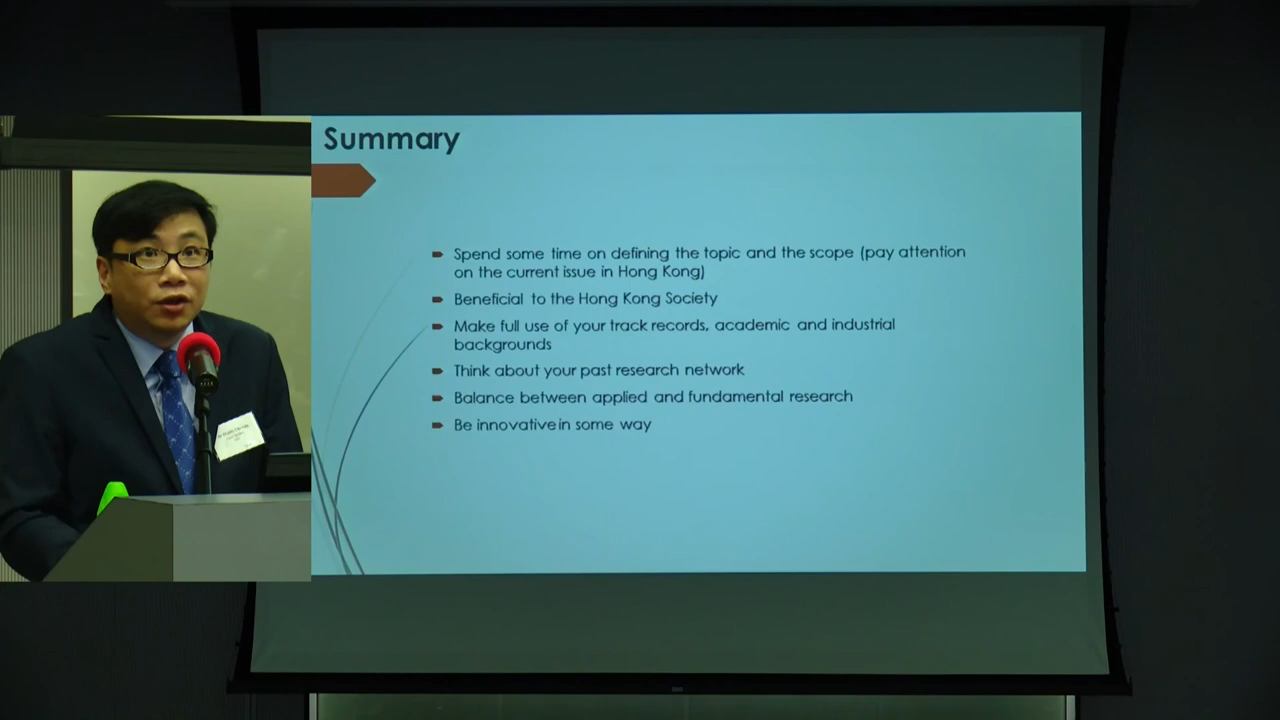 Summary
Spend some time on defining the topic and the scope (pay attention
on the current issue in Hong Kong)
Beneficial to the Hong Kong Society
Make full use of your track records, academic and industrial
backgrounds
Think about your past research network
Balance between applied and fundamental research
Be innovative in some way